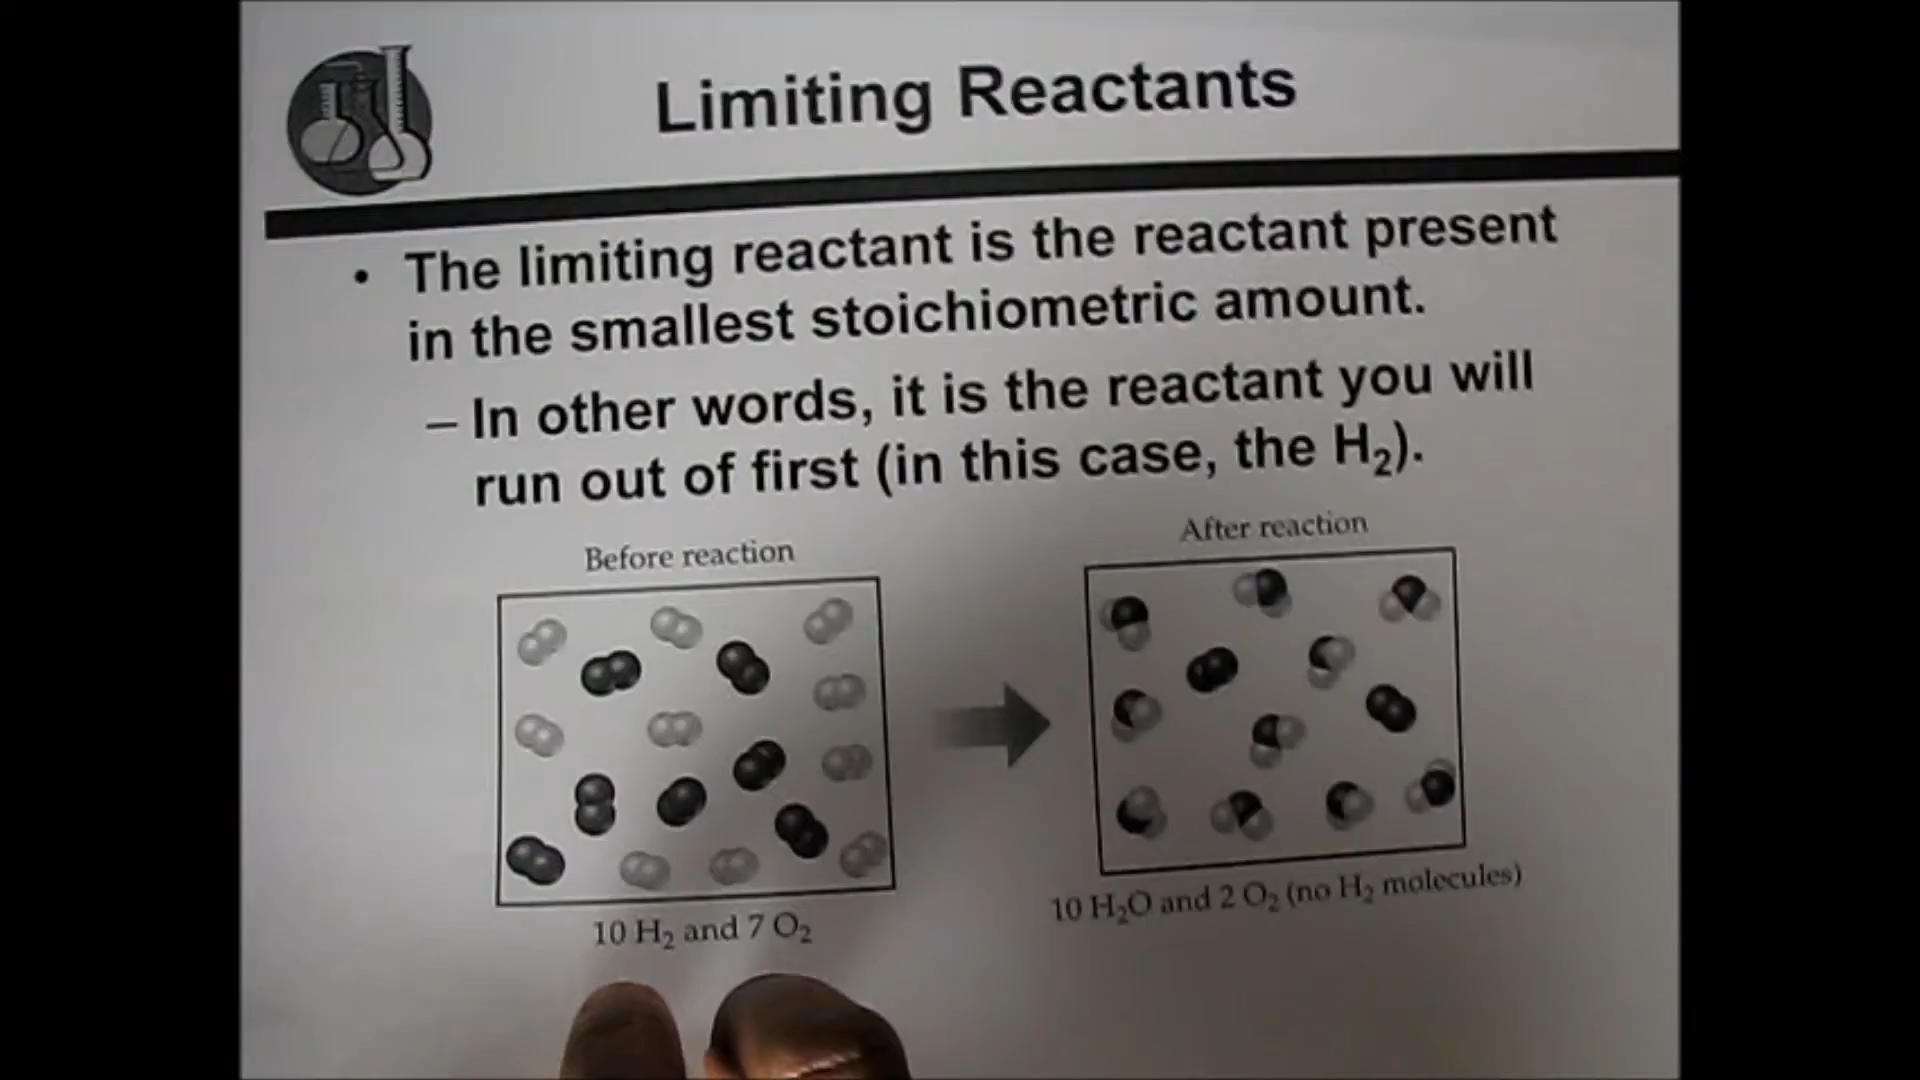 Limiting Reactants
• The limiting reactant is the reactant present
in the smallest stoichiometric amount.
– In other words, it is the reactant you will
run out of first (in this case, the H₂).
Before reaction
After reaction
10 H₂ and 7 O₂
10 H₂O and 2 O₂ (no H₂ molecules)